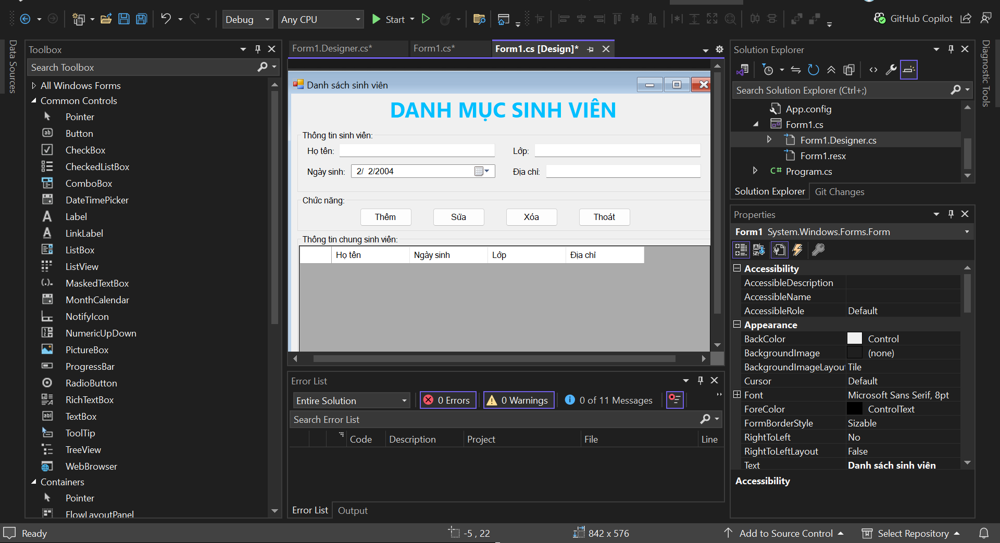 Debug
Any CPU
Start
GitHub Copilot
Data Sources
Toolbox
Search Toolbox
All Windows Forms
Common Controls
Pointer
Button
CheckBox
CheckedListBox
ComboBox
DateTimePicker
Label
LinkLabel
ListBox
ListView
MaskedTextBox
MonthCalendar
NotifyIcon
NumericUpDown
PictureBox
ProgressBar
RadioButton
RichTextBox
TextBox
ToolTip
TreeView
WebBrowser
Containers
Pointer
FlowLayoutPanel
Form1.Designer.cs*
Form1.cs*
Form1.cs [Design]*
Danh sách sinh viên
DANH MỤC SINH VIÊN
Thông tin sinh viên:
Họ tên:
Lớp:
Ngày sinh:
2/ 2/2004
Địa chỉ:
Chức năng:
Thêm
Sửa
Xóa
Thoát
Thông tin chung sinh viên:
Họ tên
Ngày sinh
Lớp
Địa chỉ
Error List
Entire Solution
0 Errors
0 Warnings
0 of 11 Messages
Search Error List
Code
Description
Project
File
Line
Error List
Output
Solution Explorer
Search Solution Explorer (Ctrl+;)
App.config
Form1.cs
Form1.Designer.cs
Form1.resx
C# Program.cs
Solution Explorer
Git Changes
Diagnostic Tools
Properties
Form1 System.Windows.Forms.Form
Accessibility
AccessibleDescription
AccessibleName
AccessibleRole Default
Appearance
BackColor Control
BackgroundImage (none)
BackgroundImageLayou Tile
Cursor Default
Font Microsoft Sans Serif, 8pt
ForeColor ControlText
FormBorderStyle Sizable
RightToLeft No
RightToLeftLayout False
Text Danh sách sinh viên
Accessibility
Ready
-5 , 22
842 x 576
Add to Source Control
Select Repository